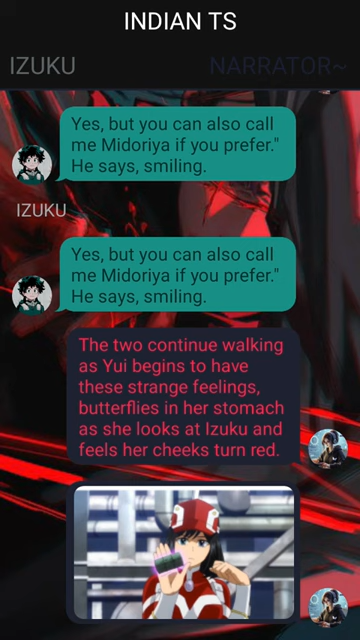 INDIAN TS
IZUKU
NARRATOR~
Yes, but you can also call
me Midoriya if you prefer."
He says, smiling.
IZUKU
Yes, but you can also call
me Midoriya if you prefer."
He says, smiling.
The two continue walking
as Yui begins to have
these strange feelings,
butterflies in her stomach
as she looks at Izuku and
feels her cheeks turn red.